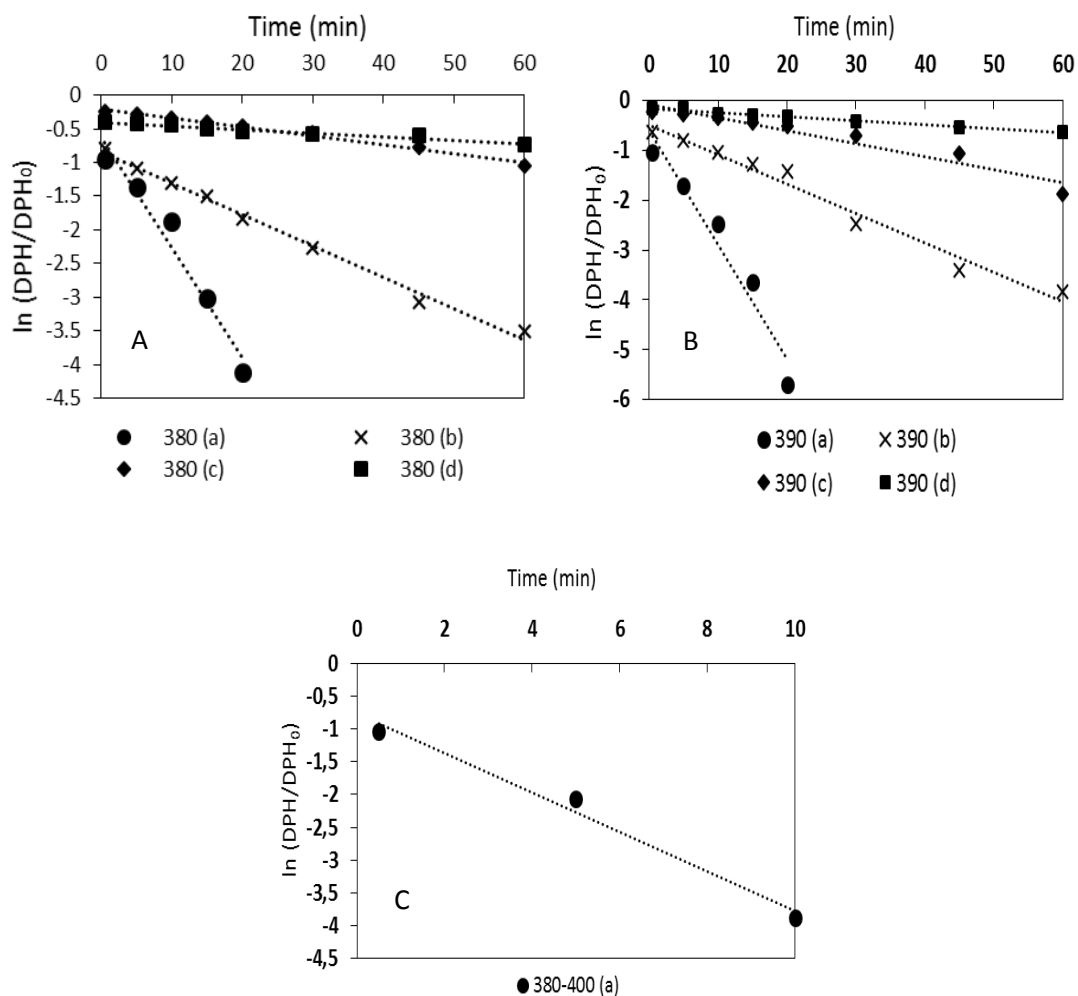 Time (min)
0 10 20 30 40 50 60
0
-0.5
-1
-1.5
-2
-2.5
-3
-3.5
-4
-4.5
ln (DPH/DPH₀)
A
380 (a) 380 (b)
380 (c) 380 (d)
Time (min)
0 10 20 30 40 50 60
0
-1
-2
-3
-4
-5
-6
ln (DPH/DPH₀)
B
390 (a) 390 (b)
390 (c) 390 (d)
Time (min)
0 2 4 6 8 10
0
-0,5
-1
-1,5
-2
-2,5
-3
-3,5
-4
-4,5
ln (DPH/DPH₀)
C
380-400 (a)